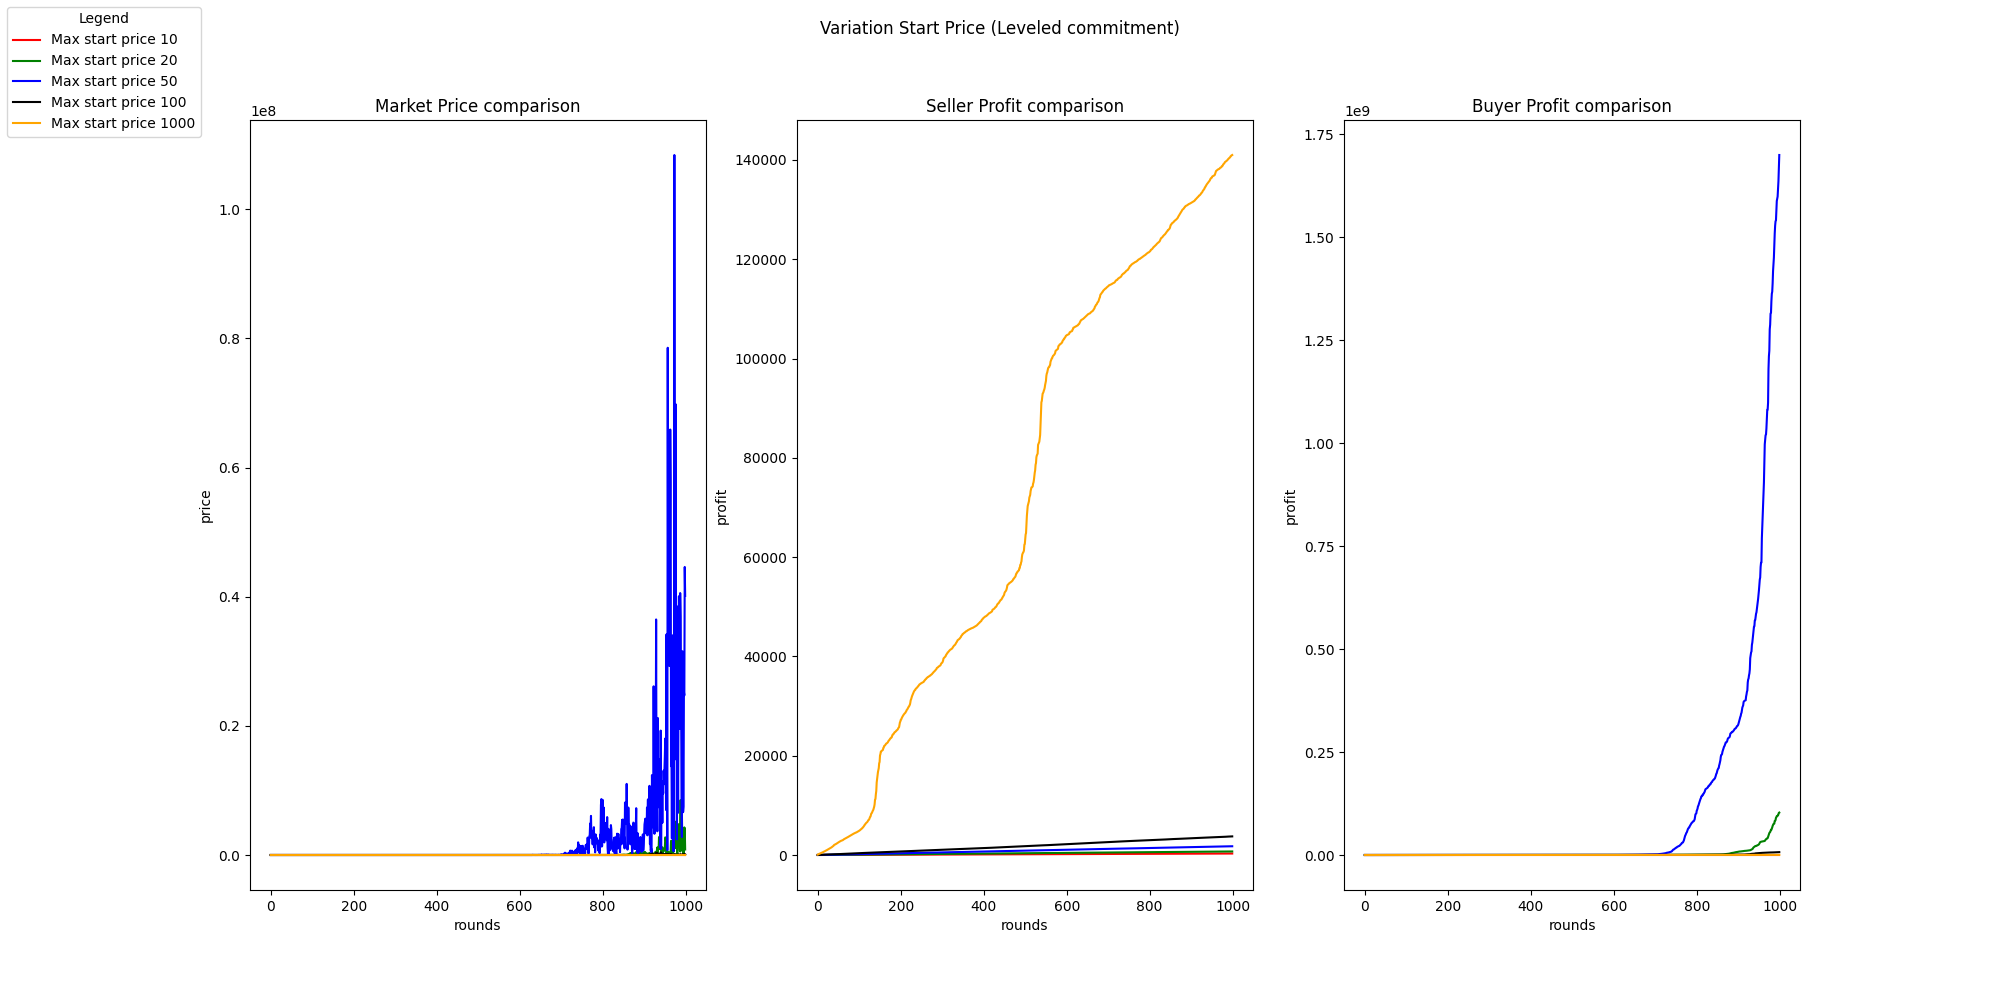 Legend
Max start price 10
Max start price 20
Max start price 50
Max start price 100
Max start price 1000
Variation Start Price (Leveled commitment)
Market Price comparison
1e8
1.0
0.8
0.6
0.4
0.2
0.0
price
0 200 400 600 800 1000
rounds
Seller Profit comparison
140000
120000
100000
80000
60000
40000
20000
0
profit
0 200 400 600 800 1000
rounds
Buyer Profit comparison
1e9
1.75
1.50
1.25
1.00
0.75
0.50
0.25
0.00
profit
0 200 400 600 800 1000
rounds